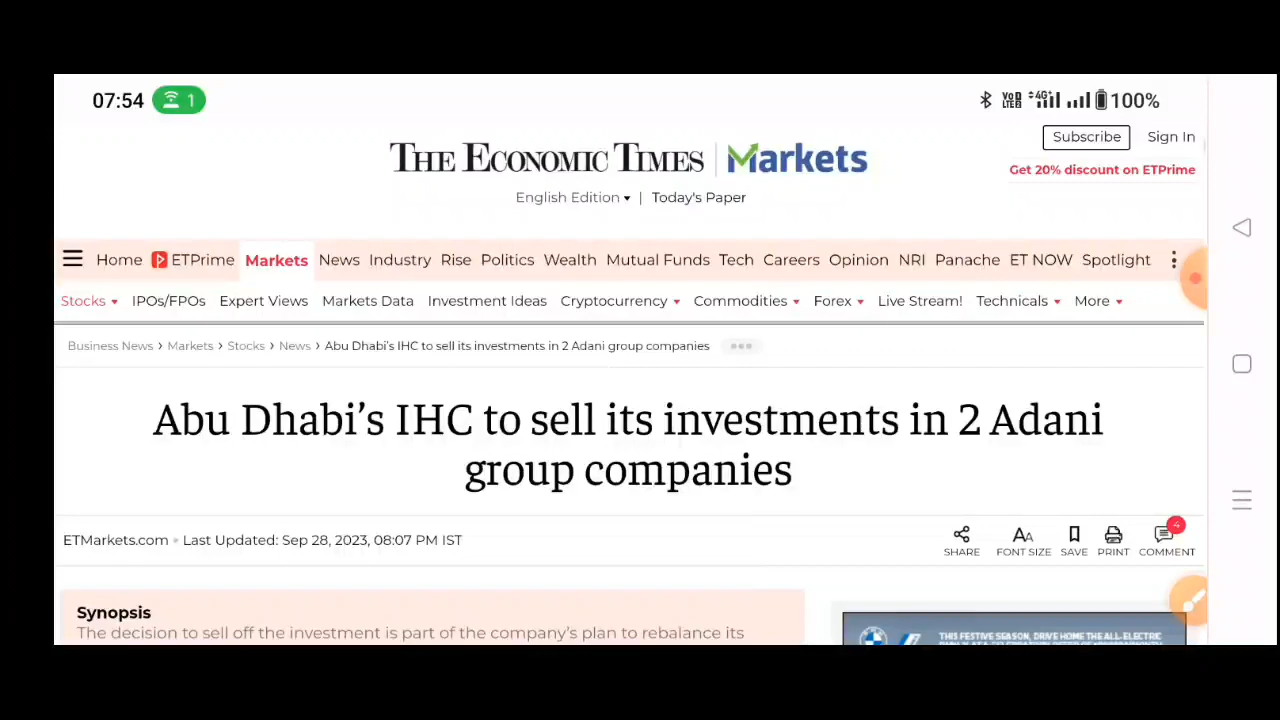 07:54 1 VoD LTE2 4G+ 100%
Subscribe Sign In
THE ECONOMIC TIMES | Markets
Get 20% discount on ETPrime
English Edition | Today's Paper
Home ETPrime Markets News Industry Rise Politics Wealth Mutual Funds Tech Careers Opinion NRI Panache ET NOW Spotlight
Stocks IPOs/FPOs Expert Views Markets Data Investment Ideas Cryptocurrency Commodities Forex Live Stream! Technicals More
Business News › Markets › Stocks › News › Abu Dhabi's IHC to sell its investments in 2 Adani group companies
Abu Dhabi's IHC to sell its investments in 2 Adani
group companies
ETMarkets.com • Last Updated: Sep 28, 2023, 08:07 PM IST
4
SHARE FONT SIZE SAVE PRINT COMMENT
Synopsis
The decision to sell off the investment is part of the company's plan to rebalance its
THIS FESTIVE SEASON, DRIVE HOME THE ALL-ELECTRIC